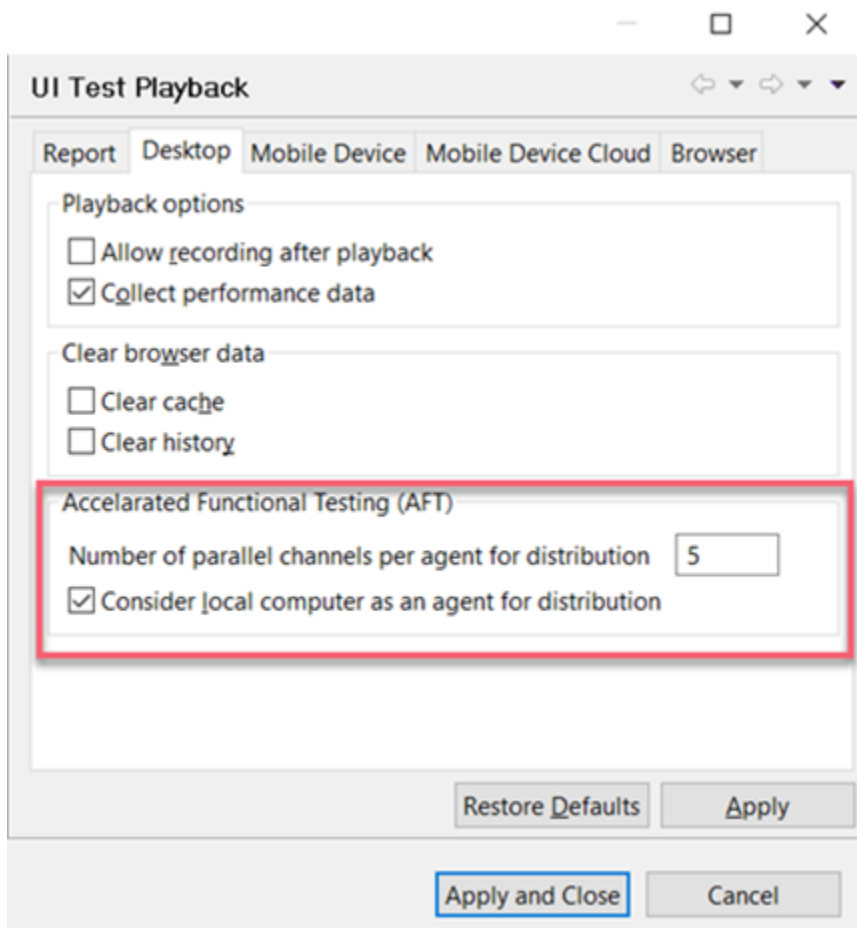 UI Test Playback
Report Desktop Mobile Device Mobile Device Cloud Browser
Playback options
Allow recording after playback
Collect performance data
Clear browser data
Clear cache
Clear history
Accelarated Functional Testing (AFT)
Number of parallel channels per agent for distribution 5
Consider local computer as an agent for distribution
Restore Defaults Apply
Apply and Close Cancel